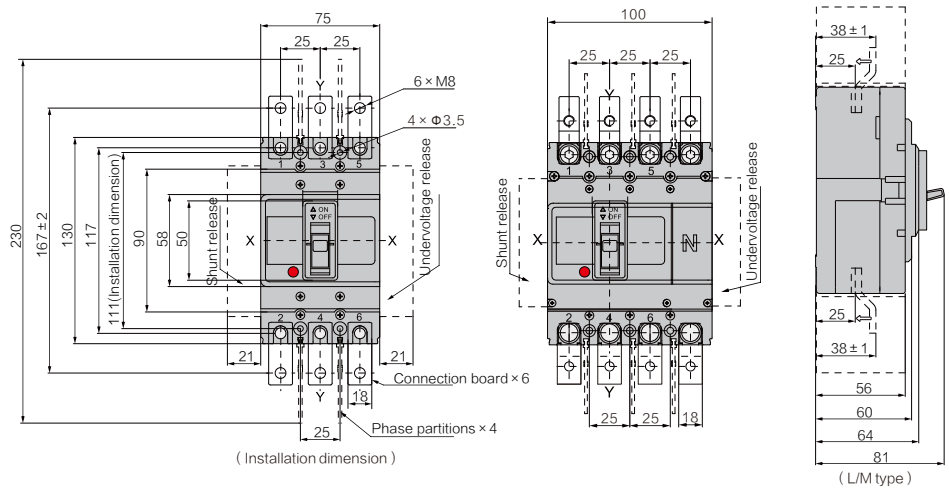 75
25
25
Y
6×M8
4×Φ3.5
1
3
5
230
167±2
130
117
111(Installation dimension)
90
58
50
Shunt release
Undervoltage release
X
X
ON
OFF
2
4
6
21
21
Connection board×6
18
Y
25
Phase partitions×4
( Installation dimension )
100
25
25
25
Y
1
3
5
Shunt release
Undervoltage release
X
X
ON
OFF
N
2
4
6
Y
25
25
18
38±1
25
25
38±1
56
60
64
81
( L/M type )